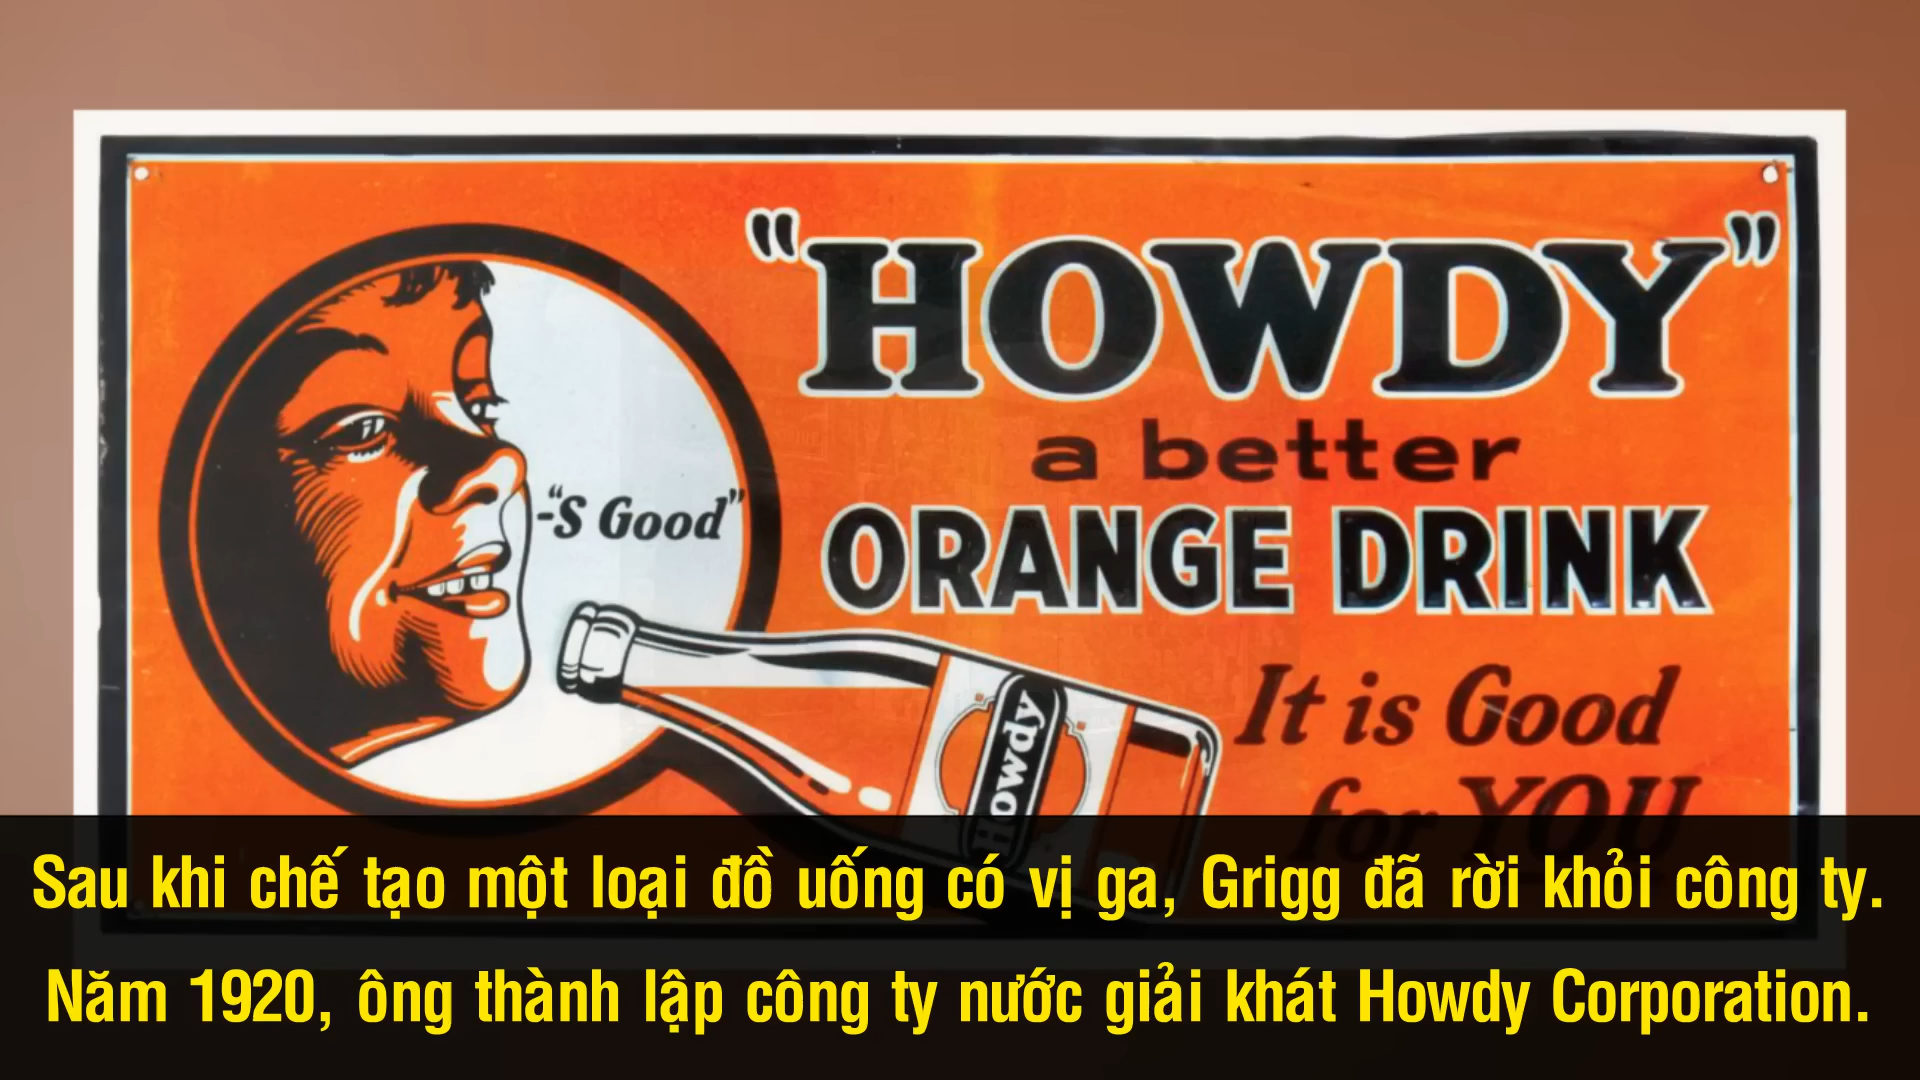 "HOWDY"
a better
ORANGE DRINK
-"S Good"
It is Good
for YOU
Howdy
Sau khi chế tạo một loại đồ uống có vị ga, Grigg đã rời khỏi công ty.
Năm 1920, ông thành lập công ty nước giải khát Howdy Corporation.